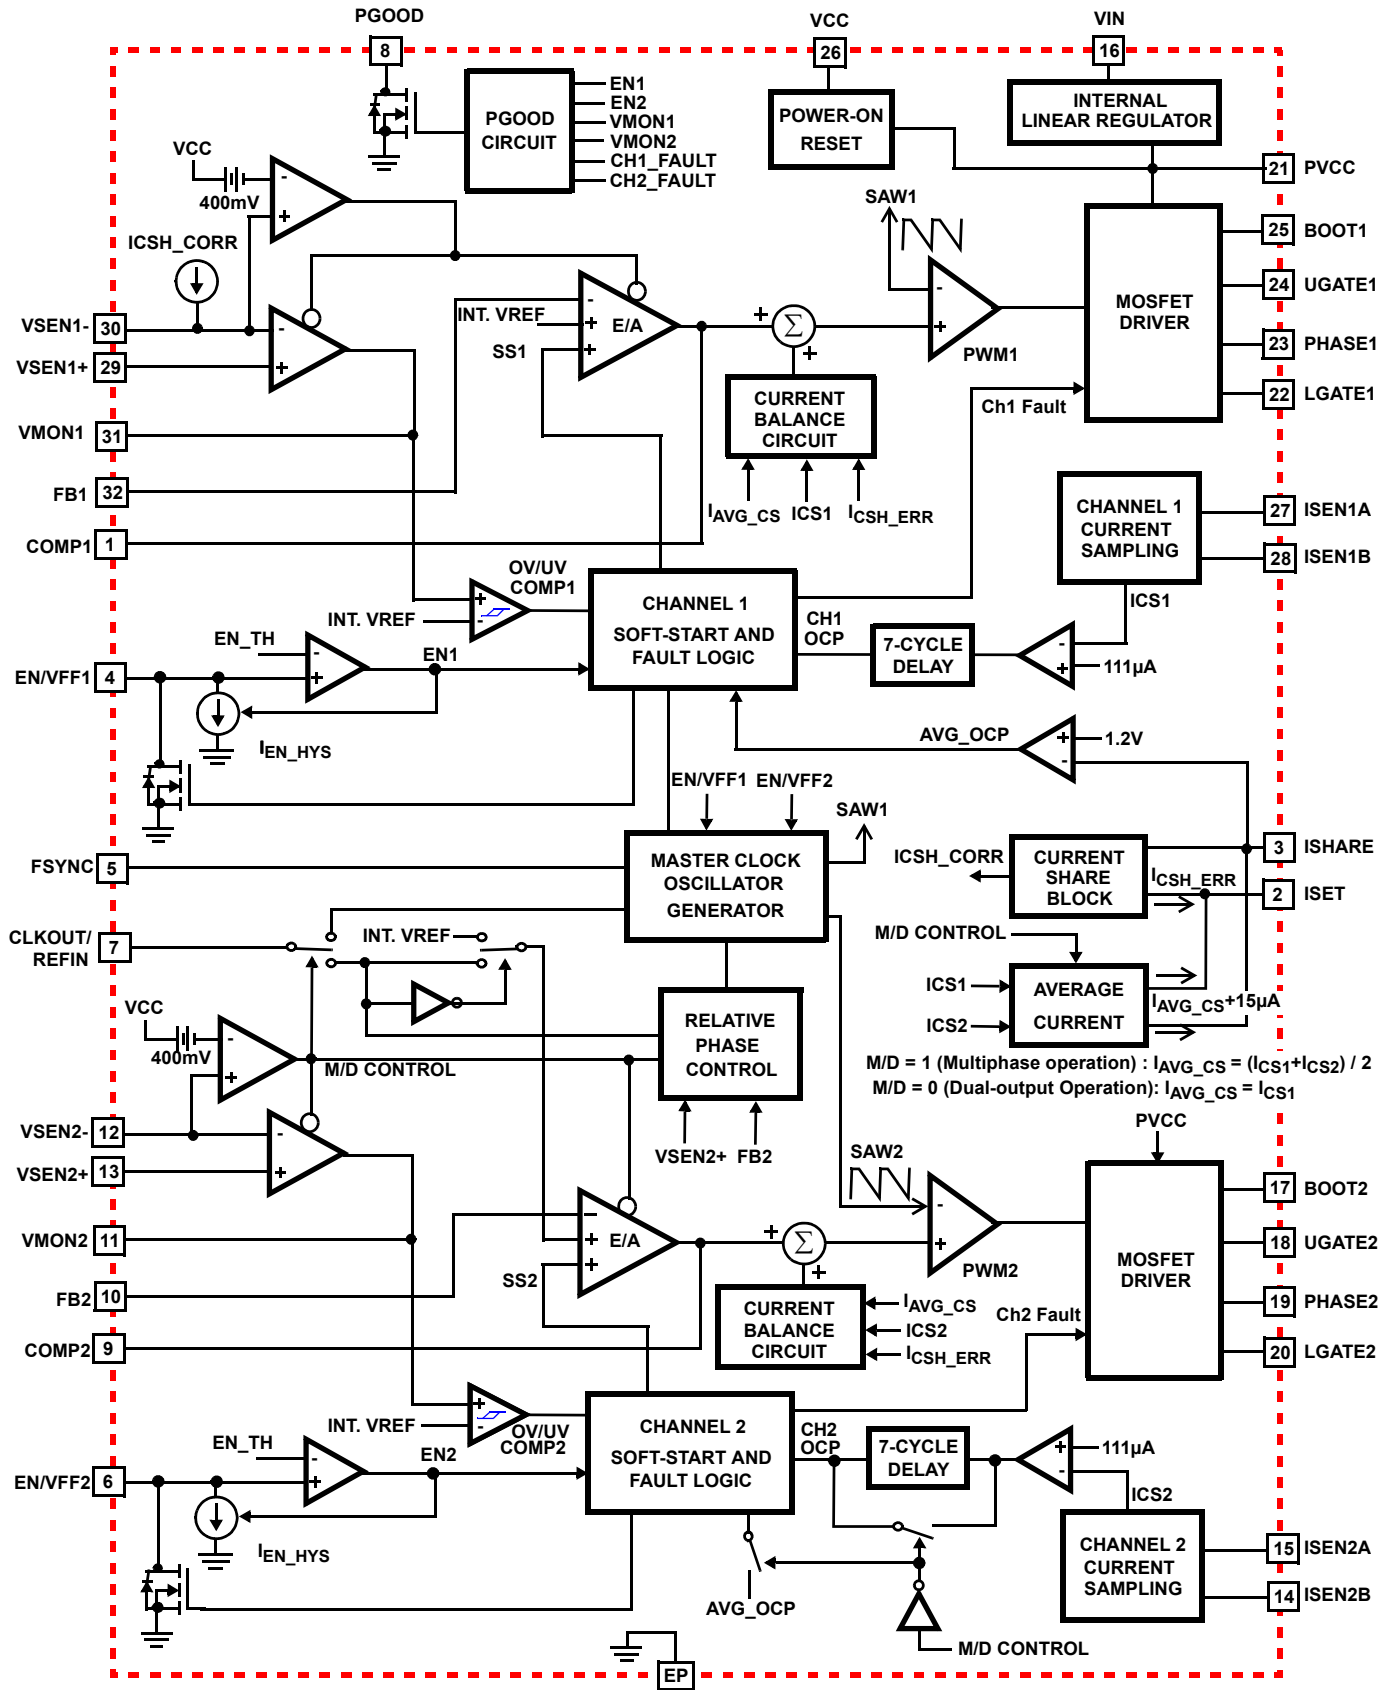 PGOOD
8
VCC
26
VIN
16
PGOOD
CIRCUIT
EN1
EN2
VMON1
VMON2
CH1_FAULT
CH2_FAULT
POWER-ON
RESET
INTERNAL
LINEAR REGULATOR
21 PVCC
VCC
400mV
-
+
ICSH_CORR
SAW1
MOSFET
DRIVER
25 BOOT1
24 UGATE1
23 PHASE1
22 LGATE1
VSEN1- 30
VSEN1+ 29
-
+
INT. VREF
SS1
-
+
+
E/A
+
Σ
+
-
+
PWM1
VMON1 31
CURRENT
BALANCE
CIRCUIT
Ch1 Fault
FB1 32
IAVG_CS
ICS1
ICSH_ERR
COMP1 1
CHANNEL 1
CURRENT
SAMPLING
27 ISEN1A
28 ISEN1B
OV/UV
COMP1
+
-
INT. VREF
CHANNEL 1
SOFT-START AND
FAULT LOGIC
CH1
OCP
7-CYCLE
DELAY
ICS1
-
+
111µA
EN_TH
-
+
EN1
EN/VFF1 4
IEN_HYS
AVG_OCP
+
-
1.2V
EN/VFF1
EN/VFF2
SAW1
FSYNC 5
MASTER CLOCK
OSCILLATOR
GENERATOR
ICSH_CORR
CURRENT
SHARE
BLOCK
ICSH_ERR
3 ISHARE
2 ISET
CLKOUT/
REFIN
7
INT. VREF
M/D CONTROL
ICS1
ICS2
AVERAGE
CURRENT
IAVG_CS+15µA
VCC
400mV
-
+
M/D CONTROL
RELATIVE
PHASE
CONTROL
M/D = 1 (Multiphase operation) : IAVG_CS = (ICS1+ICS2) / 2
M/D = 0 (Dual-output Operation): IAVG_CS = ICS1
VSEN2- 12
VSEN2+ 13
-
+
VSEN2+
FB2
SAW2
PVCC
MOSFET
DRIVER
17 BOOT2
18 UGATE2
19 PHASE2
20 LGATE2
VMON2 11
FB2 10
SS2
−
+
+
E/A
+
Σ
+
-
+
PWM2
CURRENT
BALANCE
CIRCUIT
IAVG_CS
ICS2
ICSH_ERR
Ch2 Fault
COMP2 9
+
-
INT. VREF
OV/UV
COMP2
CHANNEL 2
SOFT-START AND
FAULT LOGIC
CH2
OCP
7-CYCLE
DELAY
+
-
111µA
ICS2
EN_TH
-
+
EN2
EN/VFF2 6
IEN_HYS
CHANNEL 2
CURRENT
SAMPLING
15 ISEN2A
14 ISEN2B
AVG_OCP
M/D CONTROL
EP